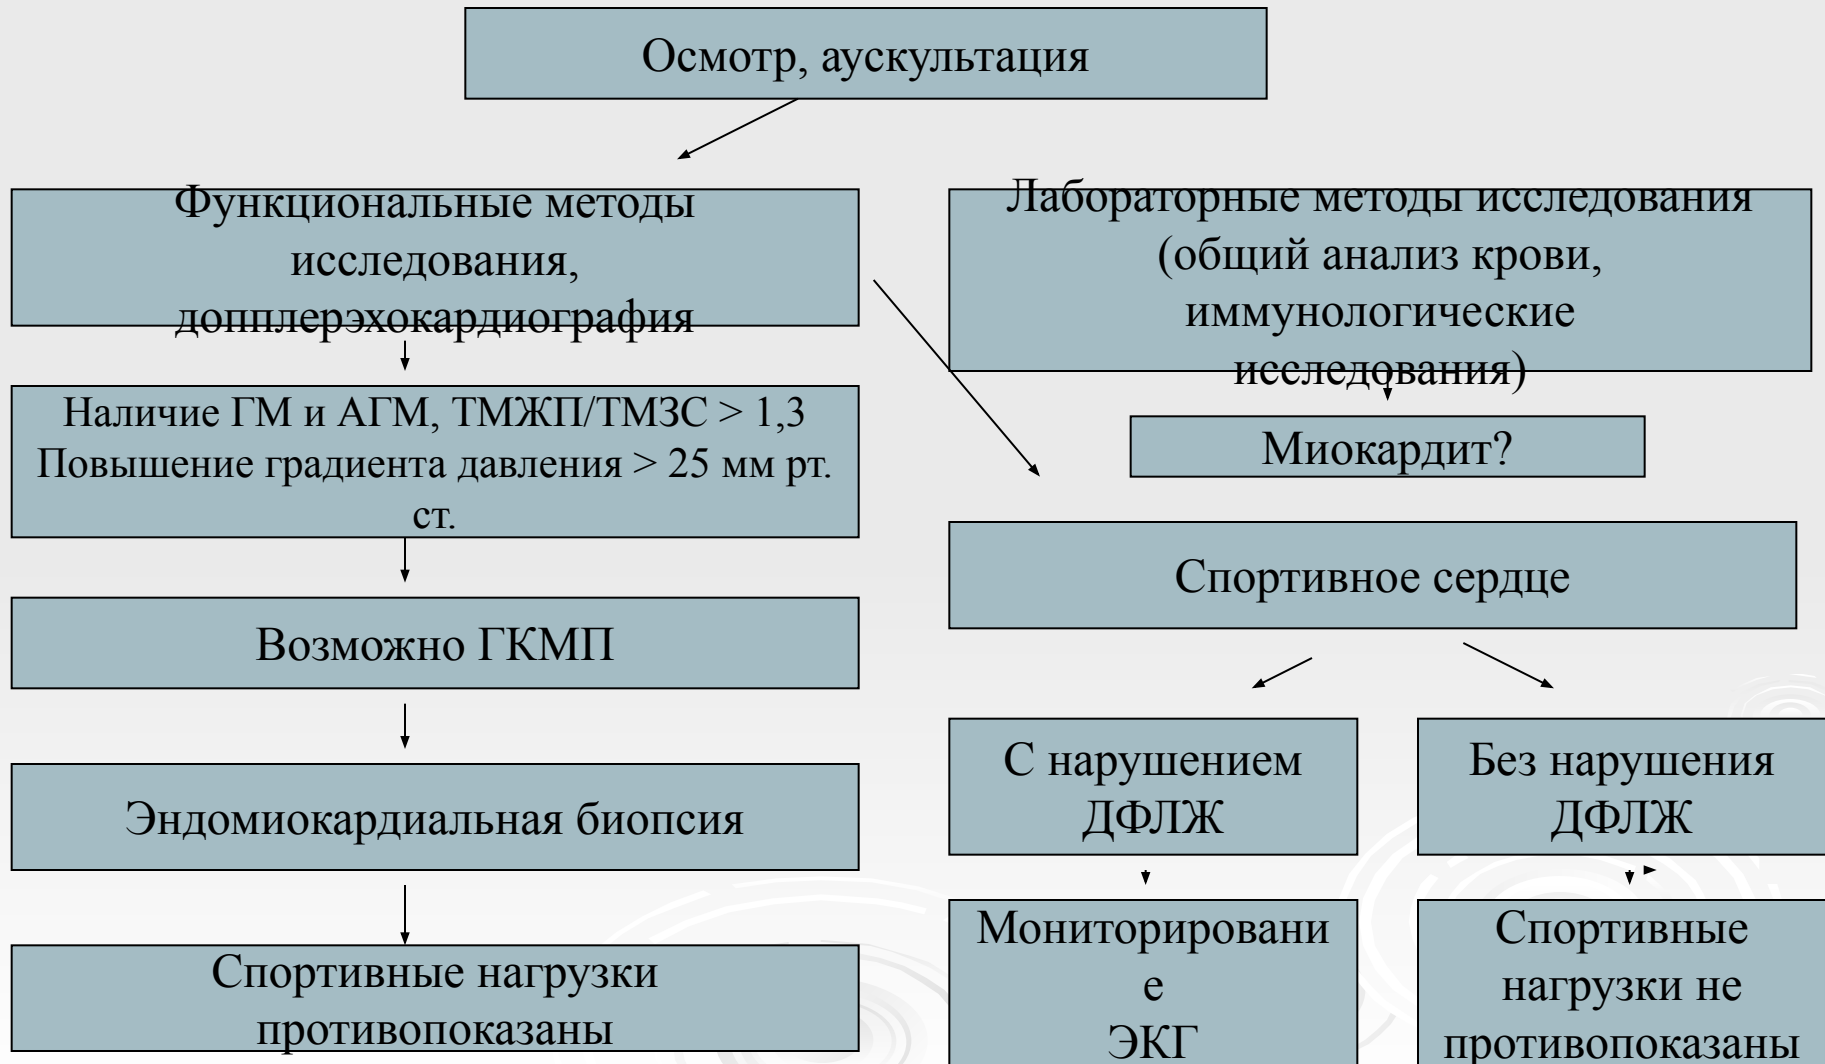 Осмотр, аускультация
Функциональные методы
исследования,
допплерэхокардиография
Лабораторные методы исследования
(общий анализ крови,
иммунологические
исследования)
Наличие ГМ и АГМ, ТМЖП/ТМЗС > 1,3
Повышение градиента давления > 25 мм рт.
ст.
Миокардит?
Спортивное сердце
Возможно ГКМП
С нарушением
ДФЛЖ
Без нарушения
ДФЛЖ
Эндомиокардиальная биопсия
Мониторировани
е
ЭКГ
Спортивные
нагрузки не
противопоказаны
Спортивные нагрузки
противопоказаны